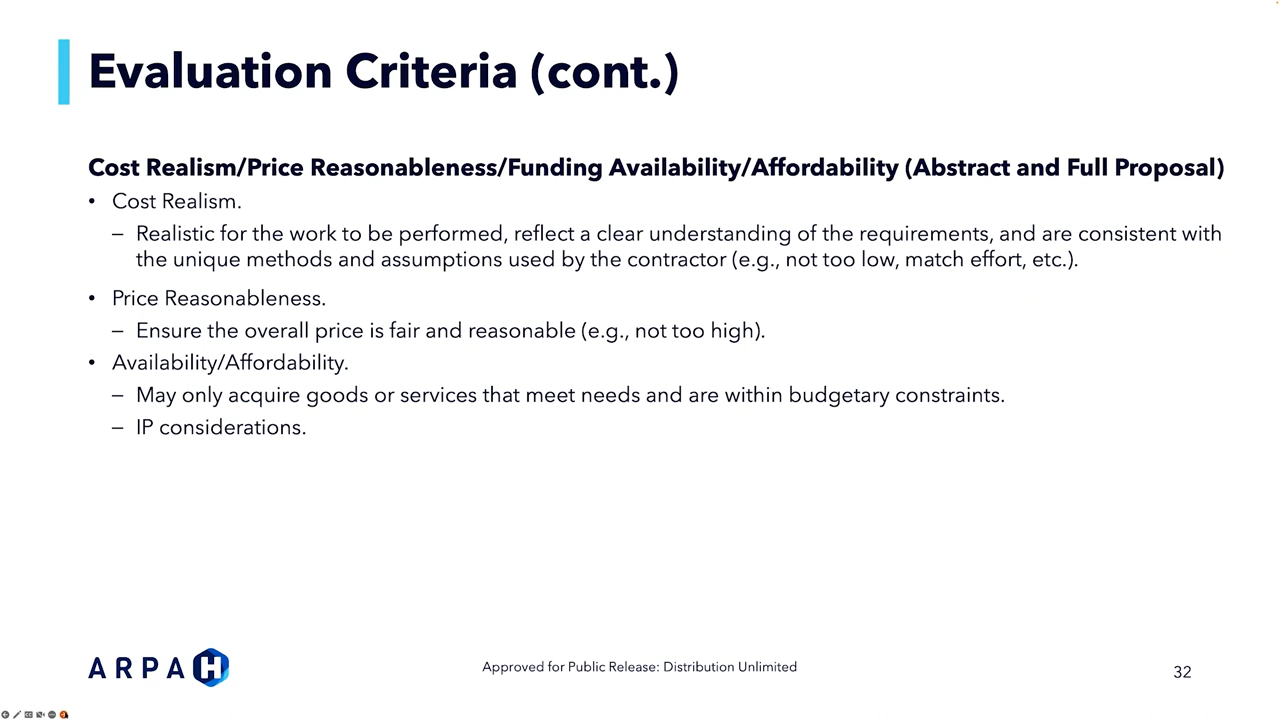 Evaluation Criteria (cont.)
Cost Realism/Price Reasonableness/Funding Availability/Affordability (Abstract and Full Proposal)
• Cost Realism.
– Realistic for the work to be performed, reflect a clear understanding of the requirements, and are consistent with
the unique methods and assumptions used by the contractor (e.g., not too low, match effort, etc.).
• Price Reasonableness.
– Ensure the overall price is fair and reasonable (e.g., not too high).
• Availability/Affordability.
– May only acquire goods or services that meet needs and are within budgetary constraints.
– IP considerations.
ARPA H
Approved for Public Release: Distribution Unlimited
32